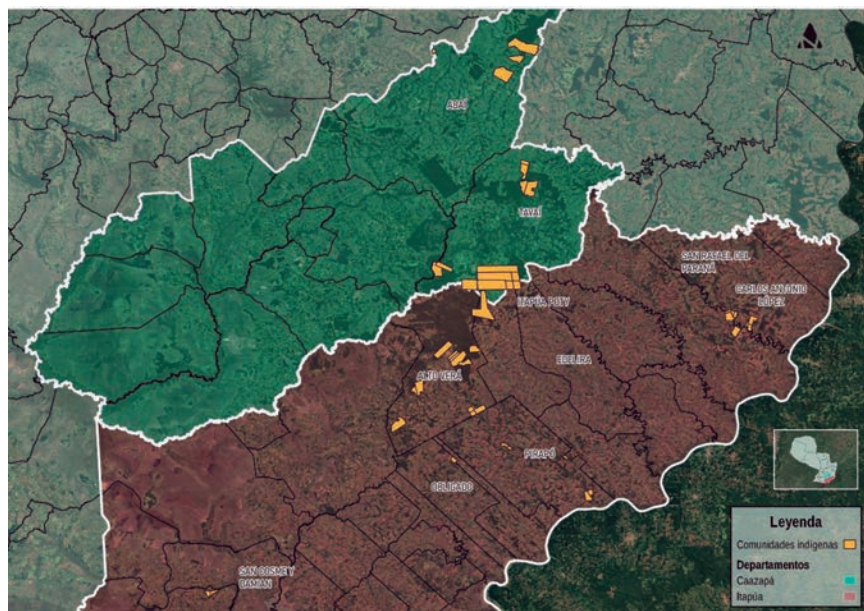 ABAÍ
TAVAÍ
SAN RAFAEL DEL
PARANÁ
CARLOS ANTONIO
LÓPEZ
ITAPÚA POTY
EDELIRA
ALTO VERÁ
PIRAPÓ
OBLIGADO
SAN COSME Y
DAMIAN
Leyenda
Comunidades indígenas
Departamentos
Caazapá
Itapúa